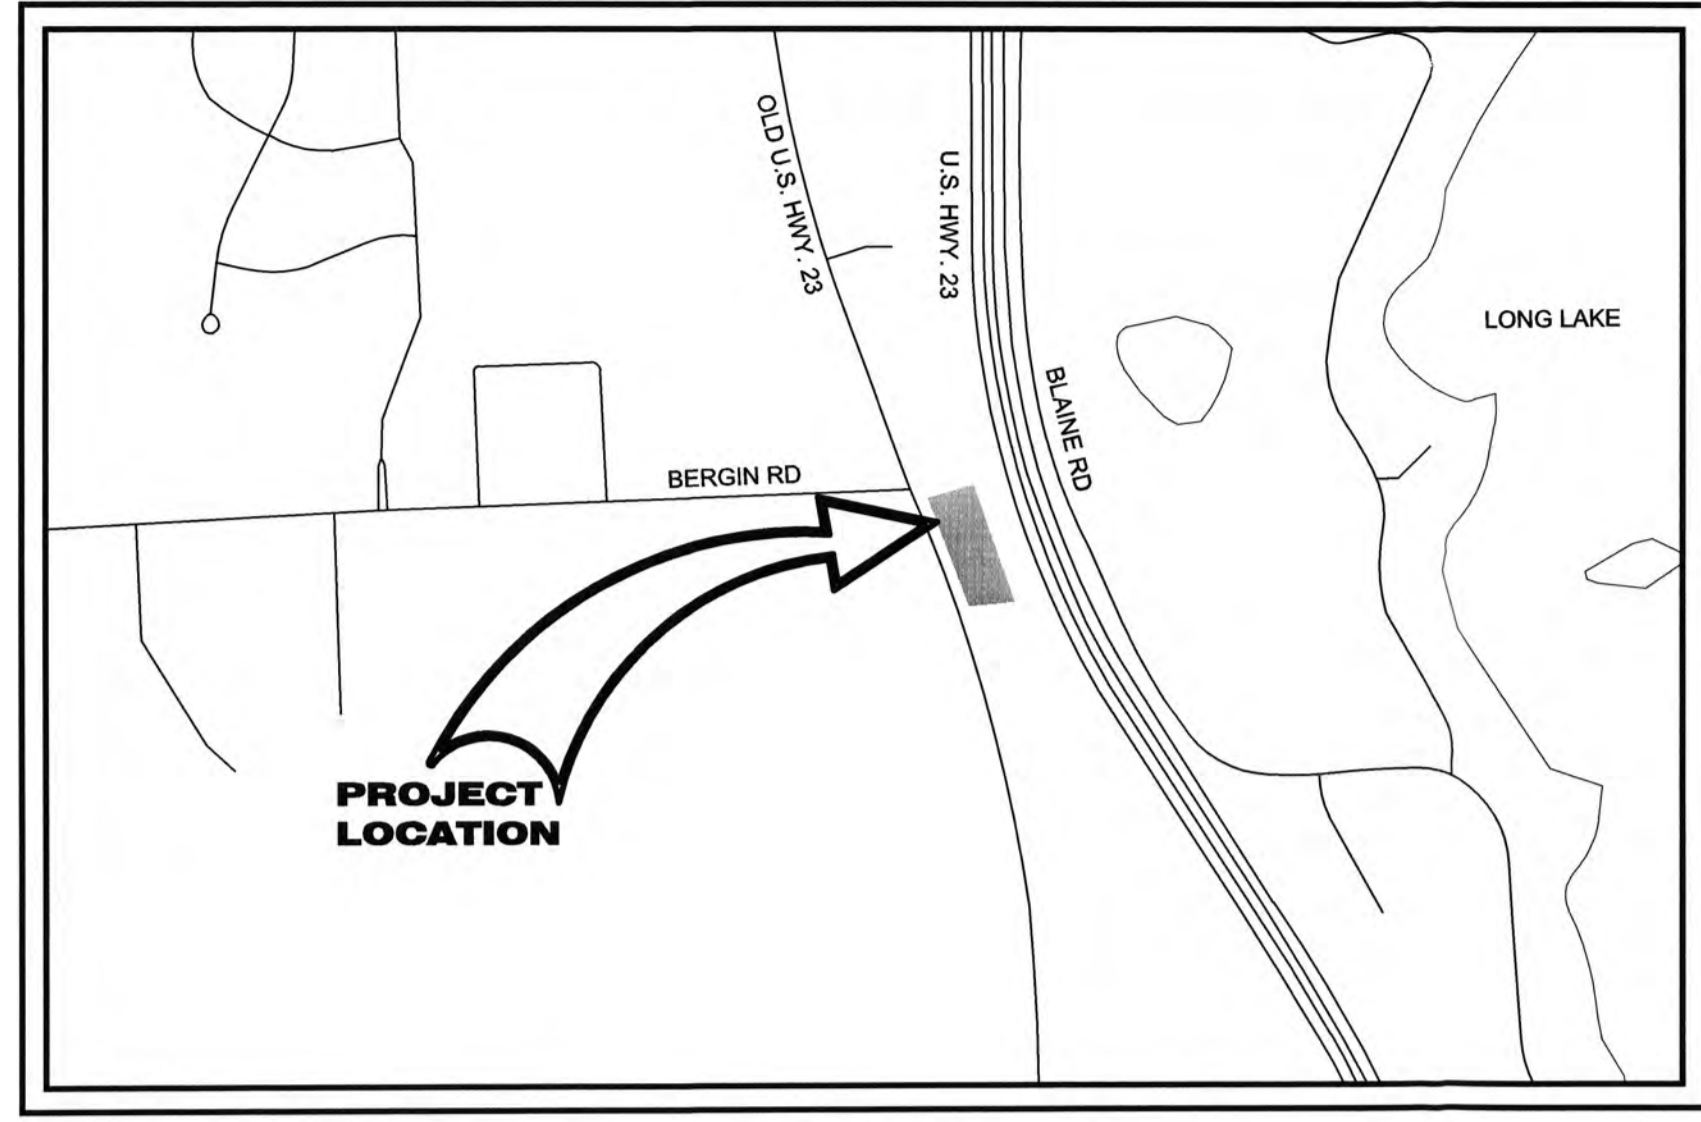 OLD U.S. HWY. 23
U.S. HWY. 23
LONG LAKE
BLAINE RD
BERGIN RD
PROJECT
LOCATION